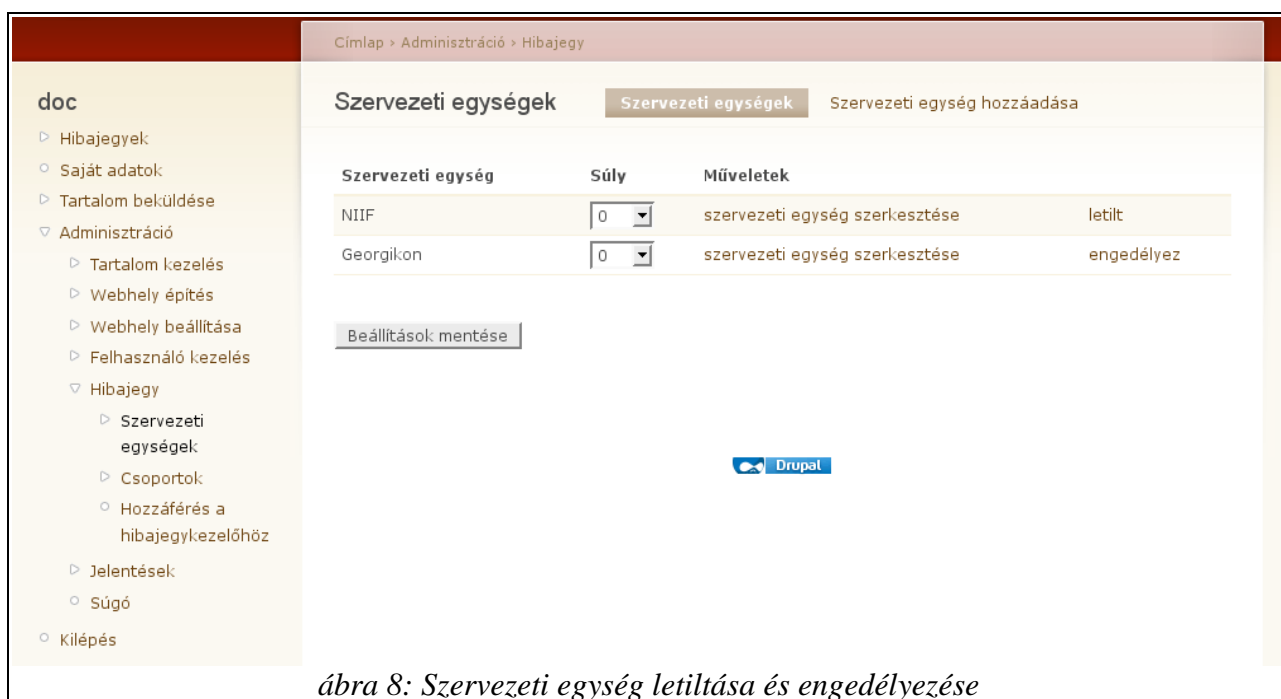 Címlap › Adminisztráció › Hibajegy
doc
Hibajegyek
Saját adatok
Tartalom beküldése
Adminisztráció
Tartalom kezelés
Webhely építés
Webhely beállítása
Felhasználó kezelés
Hibajegy
Szervezeti
egységek
Csoportok
Hozzáférés a
hibajegykezelőhöz
Jelentések
Súgó
Kilépés
Szervezeti egységek Szervezeti egységek Szervezeti egység hozzáadása
Szervezeti egység Súly Műveletek
NIIF 0 szervezeti egység szerkesztése letilt
Georgikon 0 szervezeti egység szerkesztése engedélyez
Beállítások mentése
Drupal
ábra 8: Szervezeti egység letiltása és engedélyezése